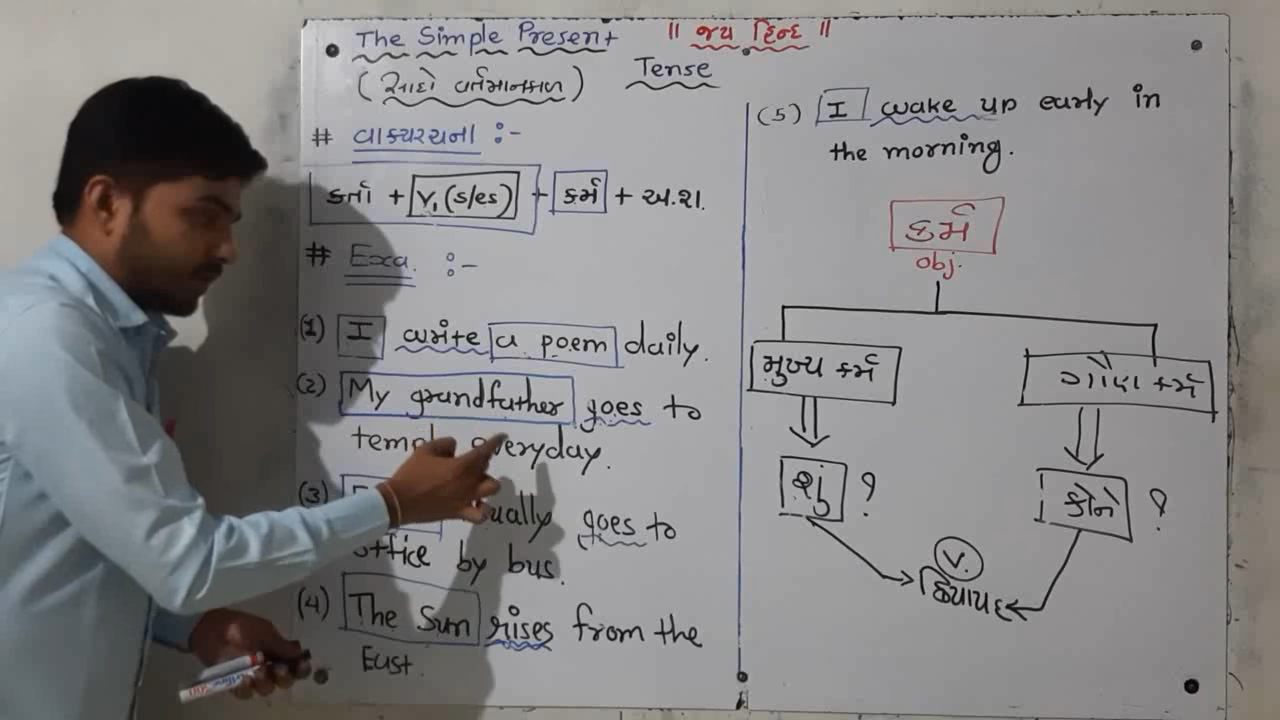 The Simple Present
|| જય હિન્દ ||
(સાદો વર્તમાનકાળ)
Tense
# વાક્યરચના :-
કર્તા + V₁ (s/es) + કર્મ + અ.શ.
# Exa. :-
(1) I write a poem daily.
(2) My grandfather goes to
everyday.
(3) goes to
office by bus.
(4) The Sun rises from the
East.
(5) I wake up early in
the morning.
કર્મ
obj.
મુખ્ય કર્મ
ગૌણ કર્મ
શું ?
કોને ?
V.
ક્રિયાપદ